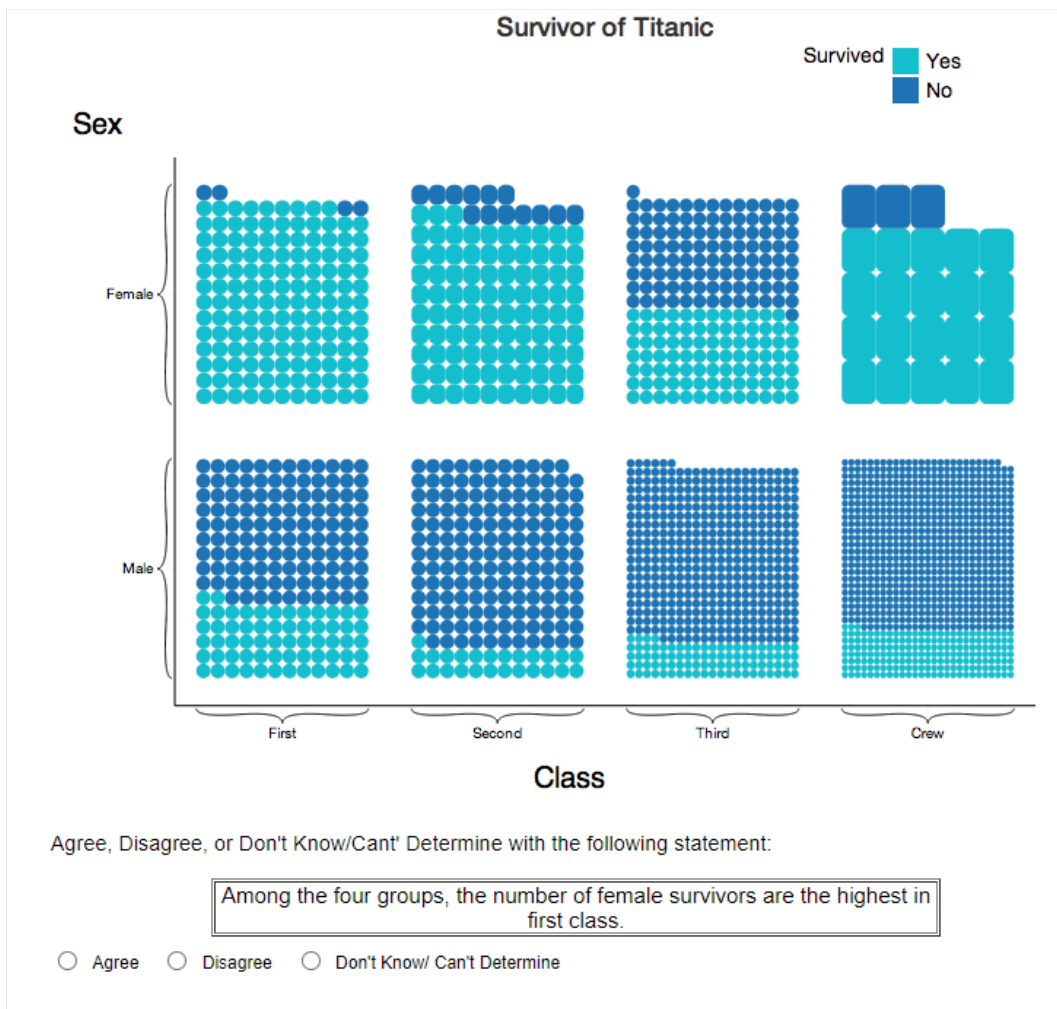 Survivor of Titanic
Survived
Yes
No
Sex
Female
Male
First
Second
Third
Crew
Class
Agree, Disagree, or Don't Know/Cant' Determine with the following statement:
Among the four groups, the number of female survivors are the highest in
first class.
Agree
Disagree
Don't Know/ Can't Determine